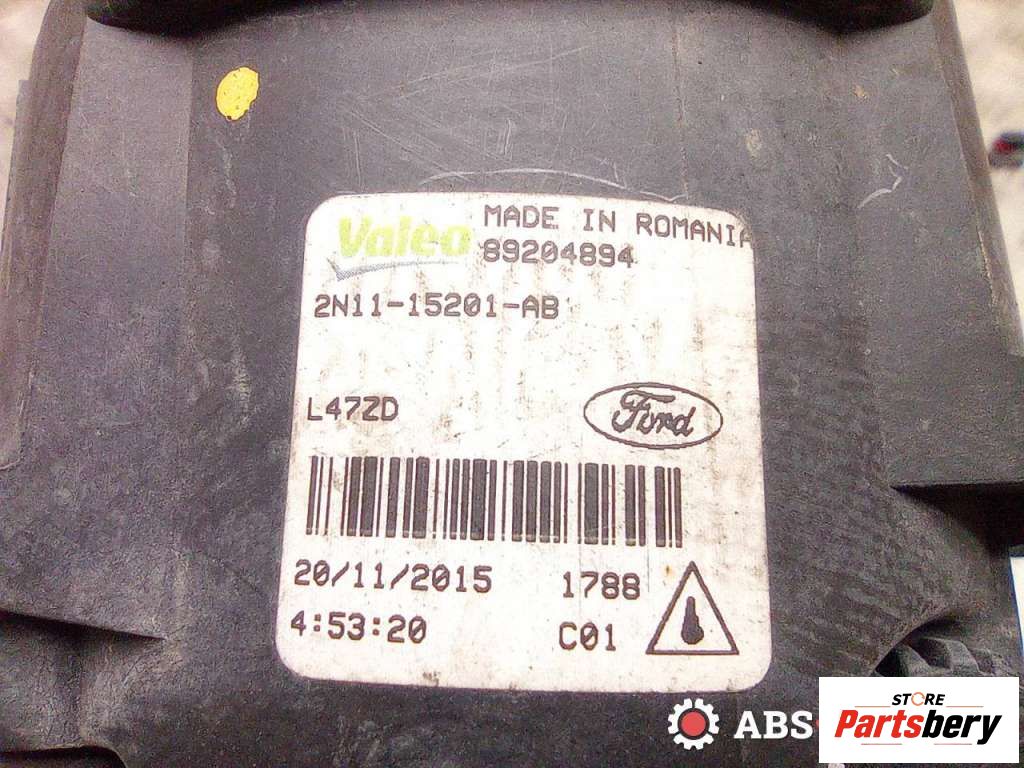 Valeo
MADE IN ROMANIA
89204894
2N11-15201-AB
L47ZD
Ford
20/11/2015 1788
4:53:20 C01
ABS-
STORE
Partsbery